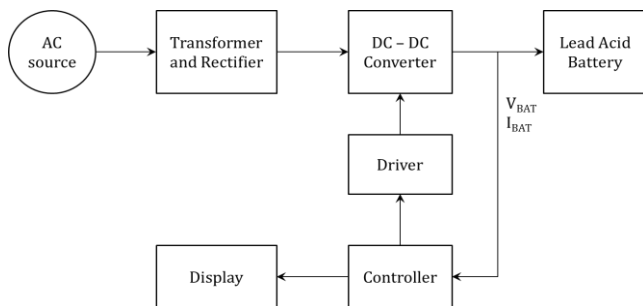 AC
source
Transformer
and Rectifier
DC – DC
Converter
Lead Acid
Battery
V_BAT
I_BAT
Driver
Display
Controller